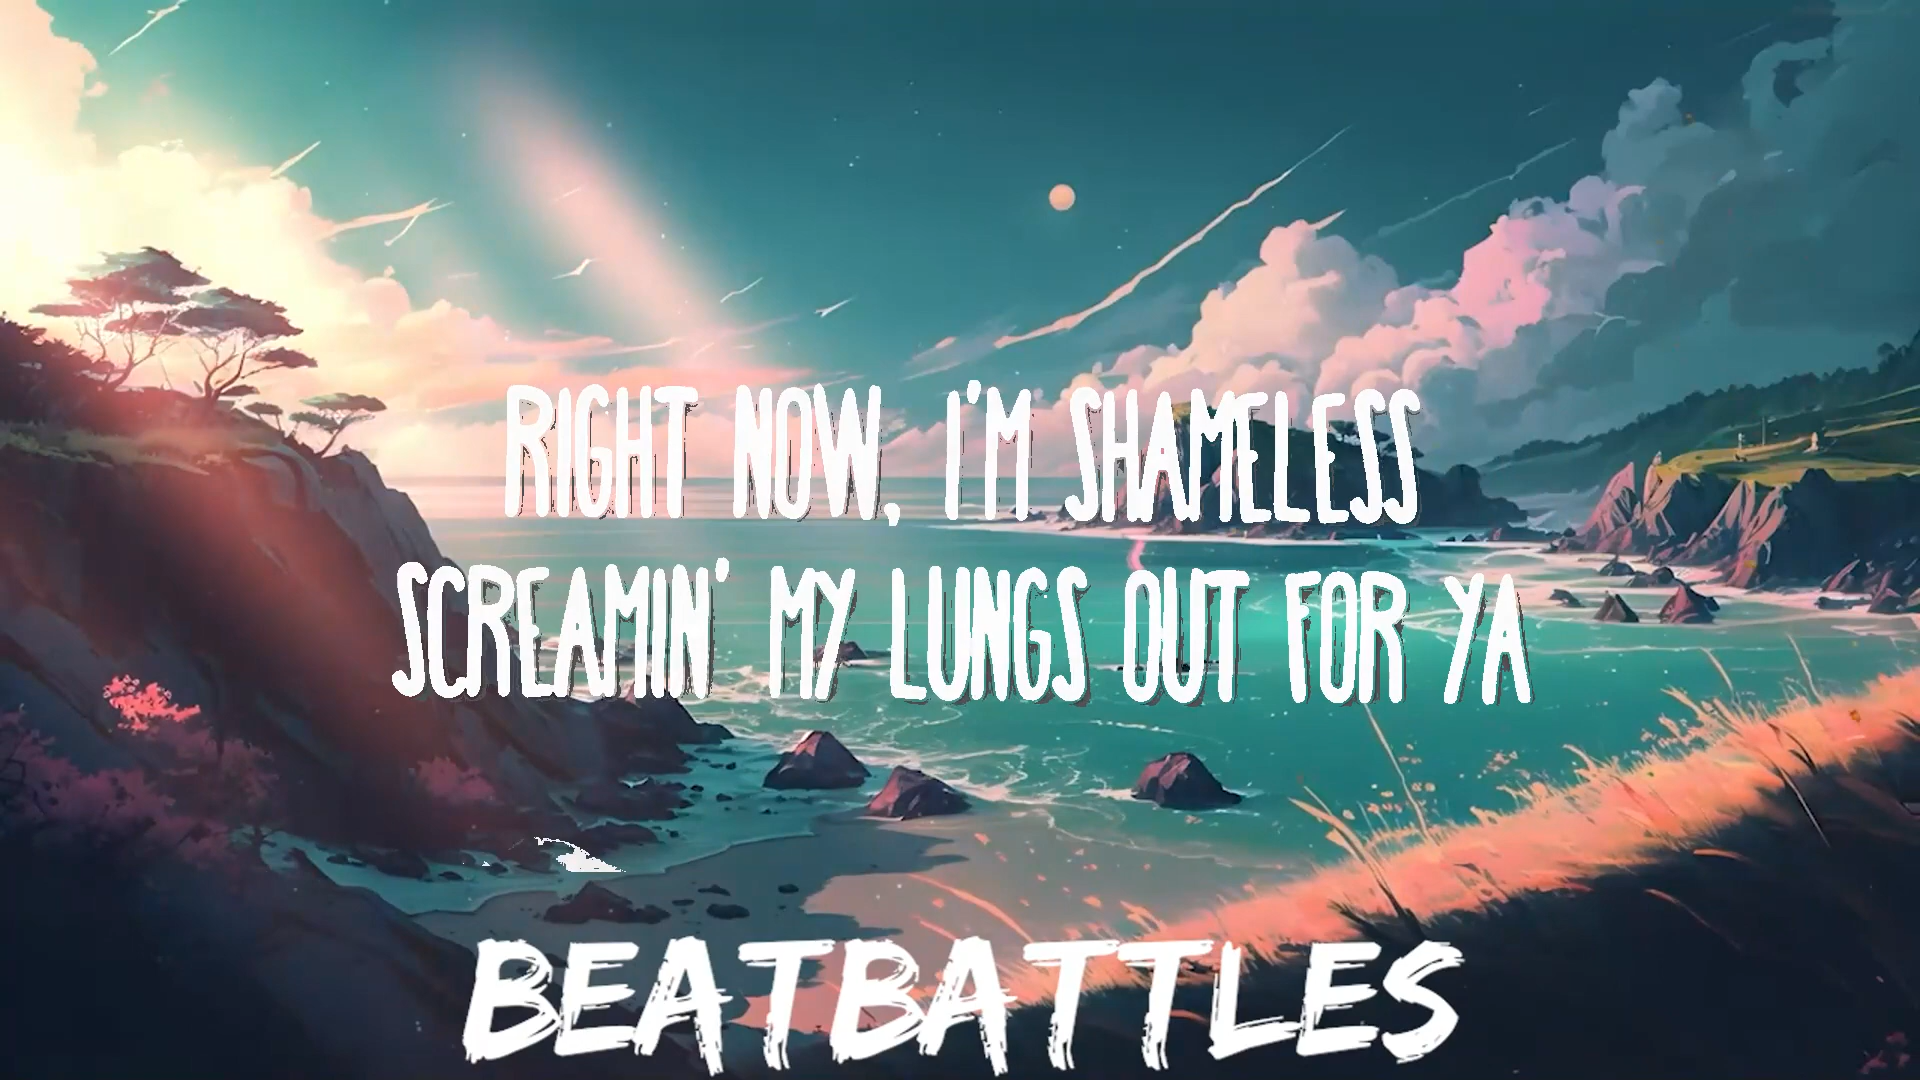 RIGHT NOW, I'M SHAMELESS
SCREAMIN' MY LUNGS OUT FOR YA
BEATBATTLES